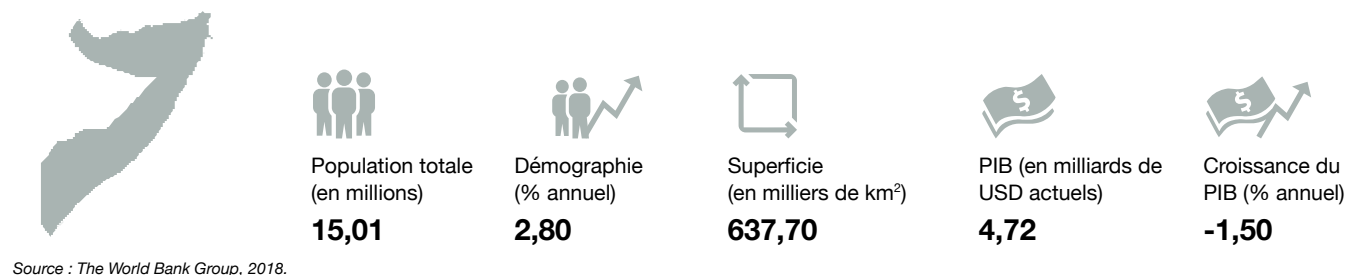 Population totale
(en millions)
15,01
Démographie
(% annuel)
2,80
Superficie
(en milliers de km²)
637,70
PIB (en milliards de
USD actuels)
4,72
Croissance du
PIB (% annuel)
-1,50
Source : The World Bank Group, 2018.